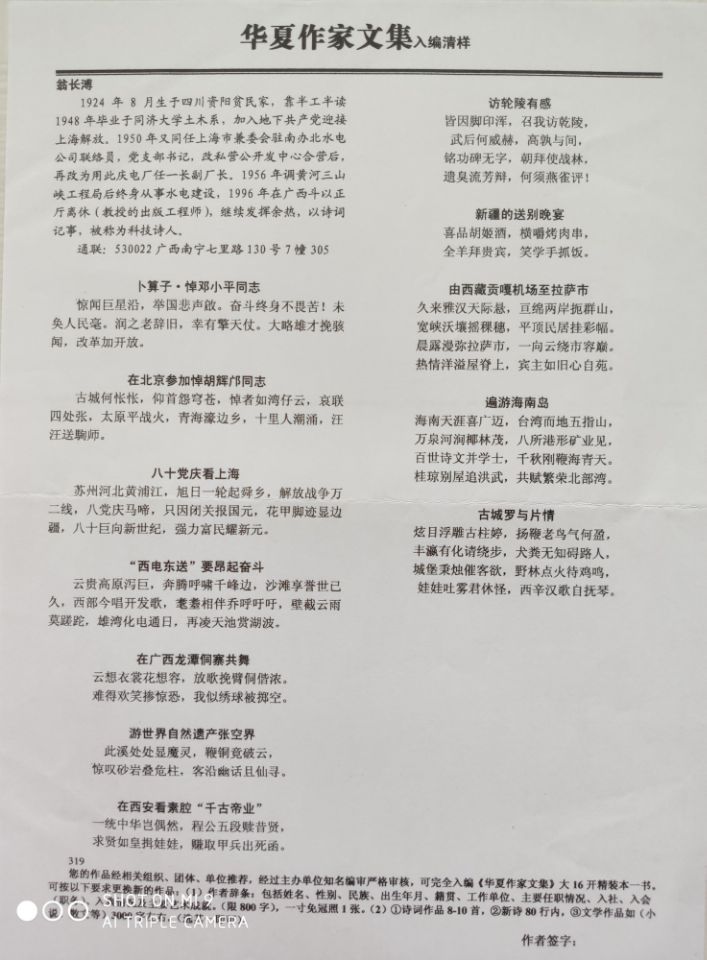 华夏作家文集入编清样
翁长溥
1924 年 8 月生于四川资阳贫民家，靠半工半读
1948 年毕业于同济大学土木系，加入地下共产党迎接
上海解放。1950 年又同任上海市兼委会驻南办北水电
公司联络员，党支部书记，改私营公开发中心合营后，
再改为用此庆电厂任一长副厂长。1956 年调黄河三山
峡工程局后终身从事水电建设，1996 年在广西斗以正
厅离休（教授的出版工程师），继续发挥余热，以诗词
记事，被称为科技诗人。
通联：530022 广西南宁七里路 130 号 7 幢 305
卜算子·悼邓小平同志
惊闻巨星沿，举国悲声啟。奋斗终身不畏苦！未
奂人民亳。润之老辞旧，幸有擎天仗。大略雄才挽骇
闻，改革加开放。
在北京参加悼胡辉邝同志
古城何怅怅，仰首怨穹苍，悼者如湾仔云，哀联
四处张，太原平战火，青海濠边乡，十里人潮涌，汪
汪送騊师。
八十党庆看上海
苏州河北黄浦江，旭日一轮起舜乡，解放战争万
二线，八党庆马啼，只因闭关报国元，花甲脚迹显边
疆，八十巨向新世纪，强力富民耀新元。
“西电东送”要昂起奋斗
云贵高原泻巨，奔腾呼啸千峰边，沙滩享誉世已
久，西部今唱开发歌，耄耋相伴乔呼吁吁，壁截云雨
莫蹉跎，雄湾化电通日，再凌天池赏湖波。
在广西龙潭侗寨共舞
云想衣裳花想容，放歌挽臂侗偕浓。
难得欢笑掺惊恐，我似绣球被掷空。
游世界自然遗产张空界
此溪处处显魔灵，鞭铜竟破云，
惊叹砂岩叠危柱，客沿幽话且仙寻。
在西安看素腔“千古帝业”
一统中华岂偶然，程公五段赎昔贤，
求贤如皇揖娃娃，赚取甲兵出死函。
访轮陵有感
皆因脚印浑，召我访乾陵，
武后何威赫，高孰与间，
铭功碑无字，朝拜使战林，
遗臭流芳辩，何须燕雀评！
新疆的送别晚宴
喜品胡姬酒，横嚼烤肉串，
全羊拜贵宾，笑学手抓饭。
由西藏贡嘎机场至拉萨市
久来雅汉天际悬，亘绵两岸扼群山，
宽峡沃壤摇稞穗，平顶民居挂彩幅。
晨露漫弥拉萨市，一向云绕市容巅。
热情洋溢屋脊上，宾主如旧心自苑。
遍游海南岛
海南天涯喜广迈，台湾而地五指山，
万泉河涧椰林茂，八所港形矿业见，
百世诗文并学士，千秋刚鞭海青天。
桂琼别屋追洪武，共赋繁荣北部湾。
古城罗与片情
炫目浮雕古柱婷，扬鞭老鸟气何盈，
丰瀛有化请绕步，犬粪无知碍路人，
城堡秉烛催客欲，野林点火待鸡鸣，
娃娃吐雾君休怪，西辛汉歌自抚琴。
319
您的作品经相关组织、团体、单位推荐，经过主办单位知名编审严格审核，可完全入编《华夏作家文集》大 16 开精装本一书。
可按以下要求更换新的作品：（1）作者辞条：包括姓名、性别、民族、出生年月、籍贯、工作单位、主要任职情况、入社、入会
（限 800 字），一寸免冠照 1 张。（2）①诗词作品 8-10 首，②新诗 80 行内，③文学作品如（小
作者签字：
SHOT ON MI 9
AI TRIPLE CAMERA